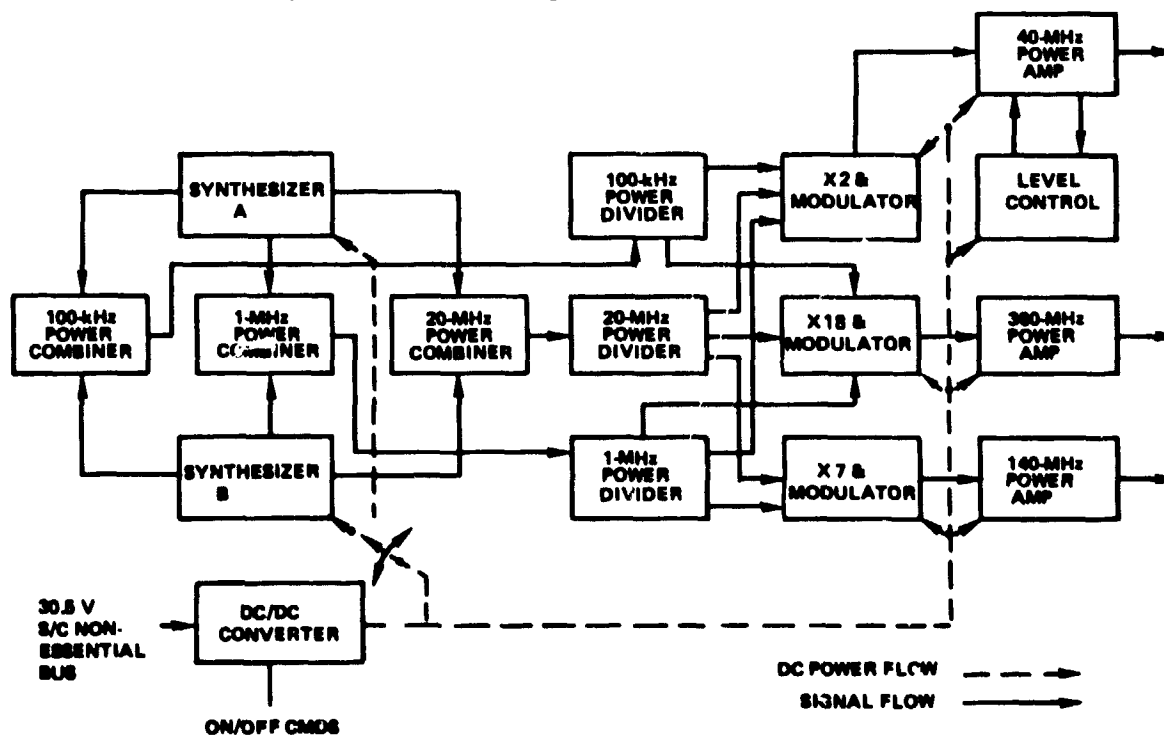 40-MHz
POWER
AMP
SYNTHESIZER
A
100-kHz
POWER
DIVIDER
X2 &
MODULATOR
LEVEL
CONTROL
100-kHz
POWER
COMBINER
1-MHz
POWER
COMBINER
20-MHz
POWER
COMBINER
20-MHz
POWER
DIVIDER
X18 &
MODULATOR
360-MHz
POWER
AMP
SYNTHESIZER
B
1-MHz
POWER
DIVIDER
X7 &
MODULATOR
140-MHz
POWER
AMP
30.5 V
S/C NON-
ESSENTIAL
BUS
DC/DC
CONVERTER
ON/OFF CMDS
DC POWER FLOW
SIGNAL FLOW